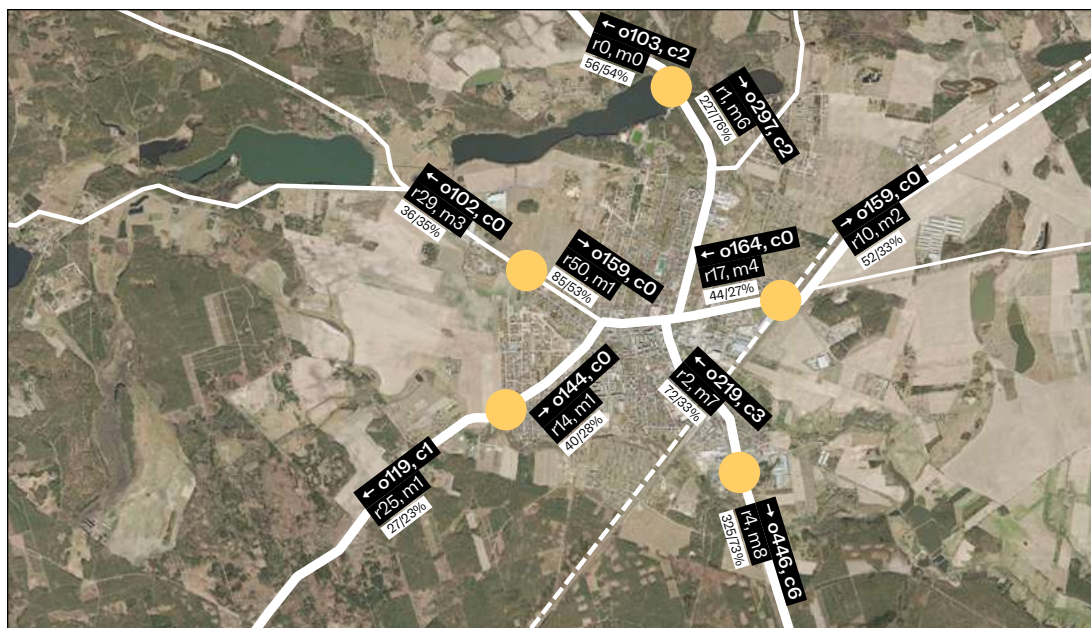 ← o103, c2
r0, m0
56/54%
→ o297, c2
r1, m6
227/76%
← o102, c0
r29, m3
36/35%
→ o159, c0
r50, m1
85/53%
← o164, c0
r17, m4
44/27%
→ o159, c0
r10, m2
52/33%
→ o144, c0
r14, m1
40/28%
← o219, c3
r2, m7
72/33%
← o119, c1
r25, m1
27/23%
→ o446, c6
r4, m8
325/73%